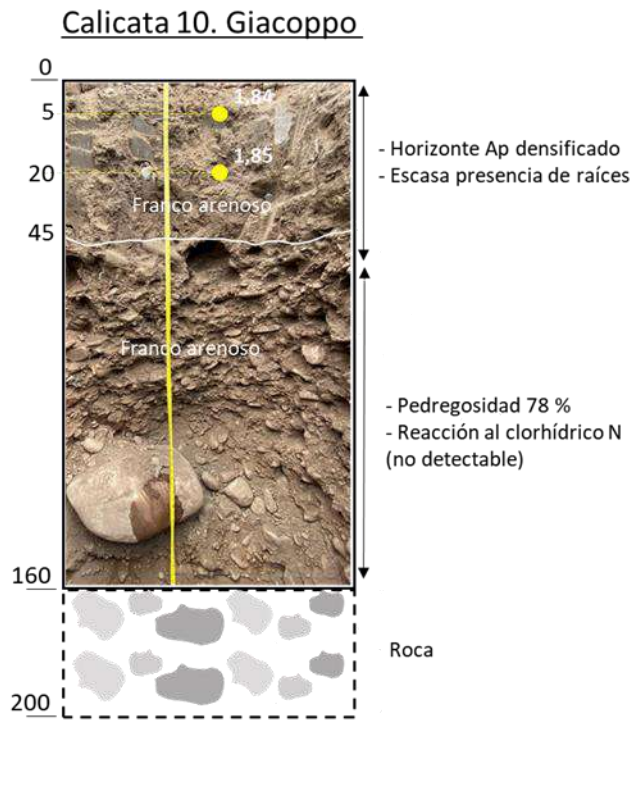 Calicata 10. Giacoppo
0
1,84
5
1,85
20
- Horizonte Ap densificado
- Escasa presencia de raíces
Franco arenoso
45
Franco arenoso
- Pedregosidad 78 %
- Reacción al clorhídrico N
(no detectable)
160
Roca
200